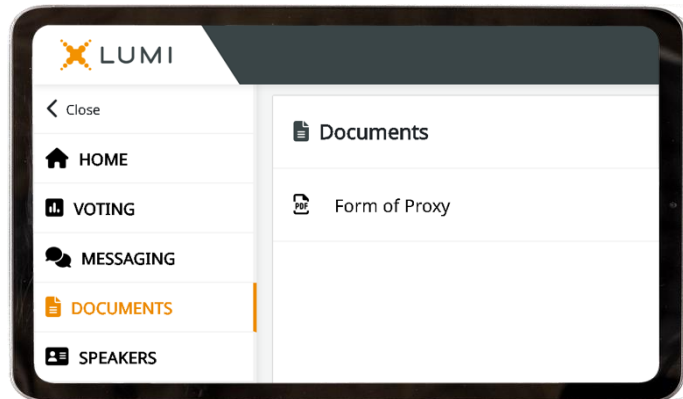 LUMI
Close
HOME
VOTING
MESSAGING
DOCUMENTS
SPEAKERS
Documents
PDF
Form of Proxy